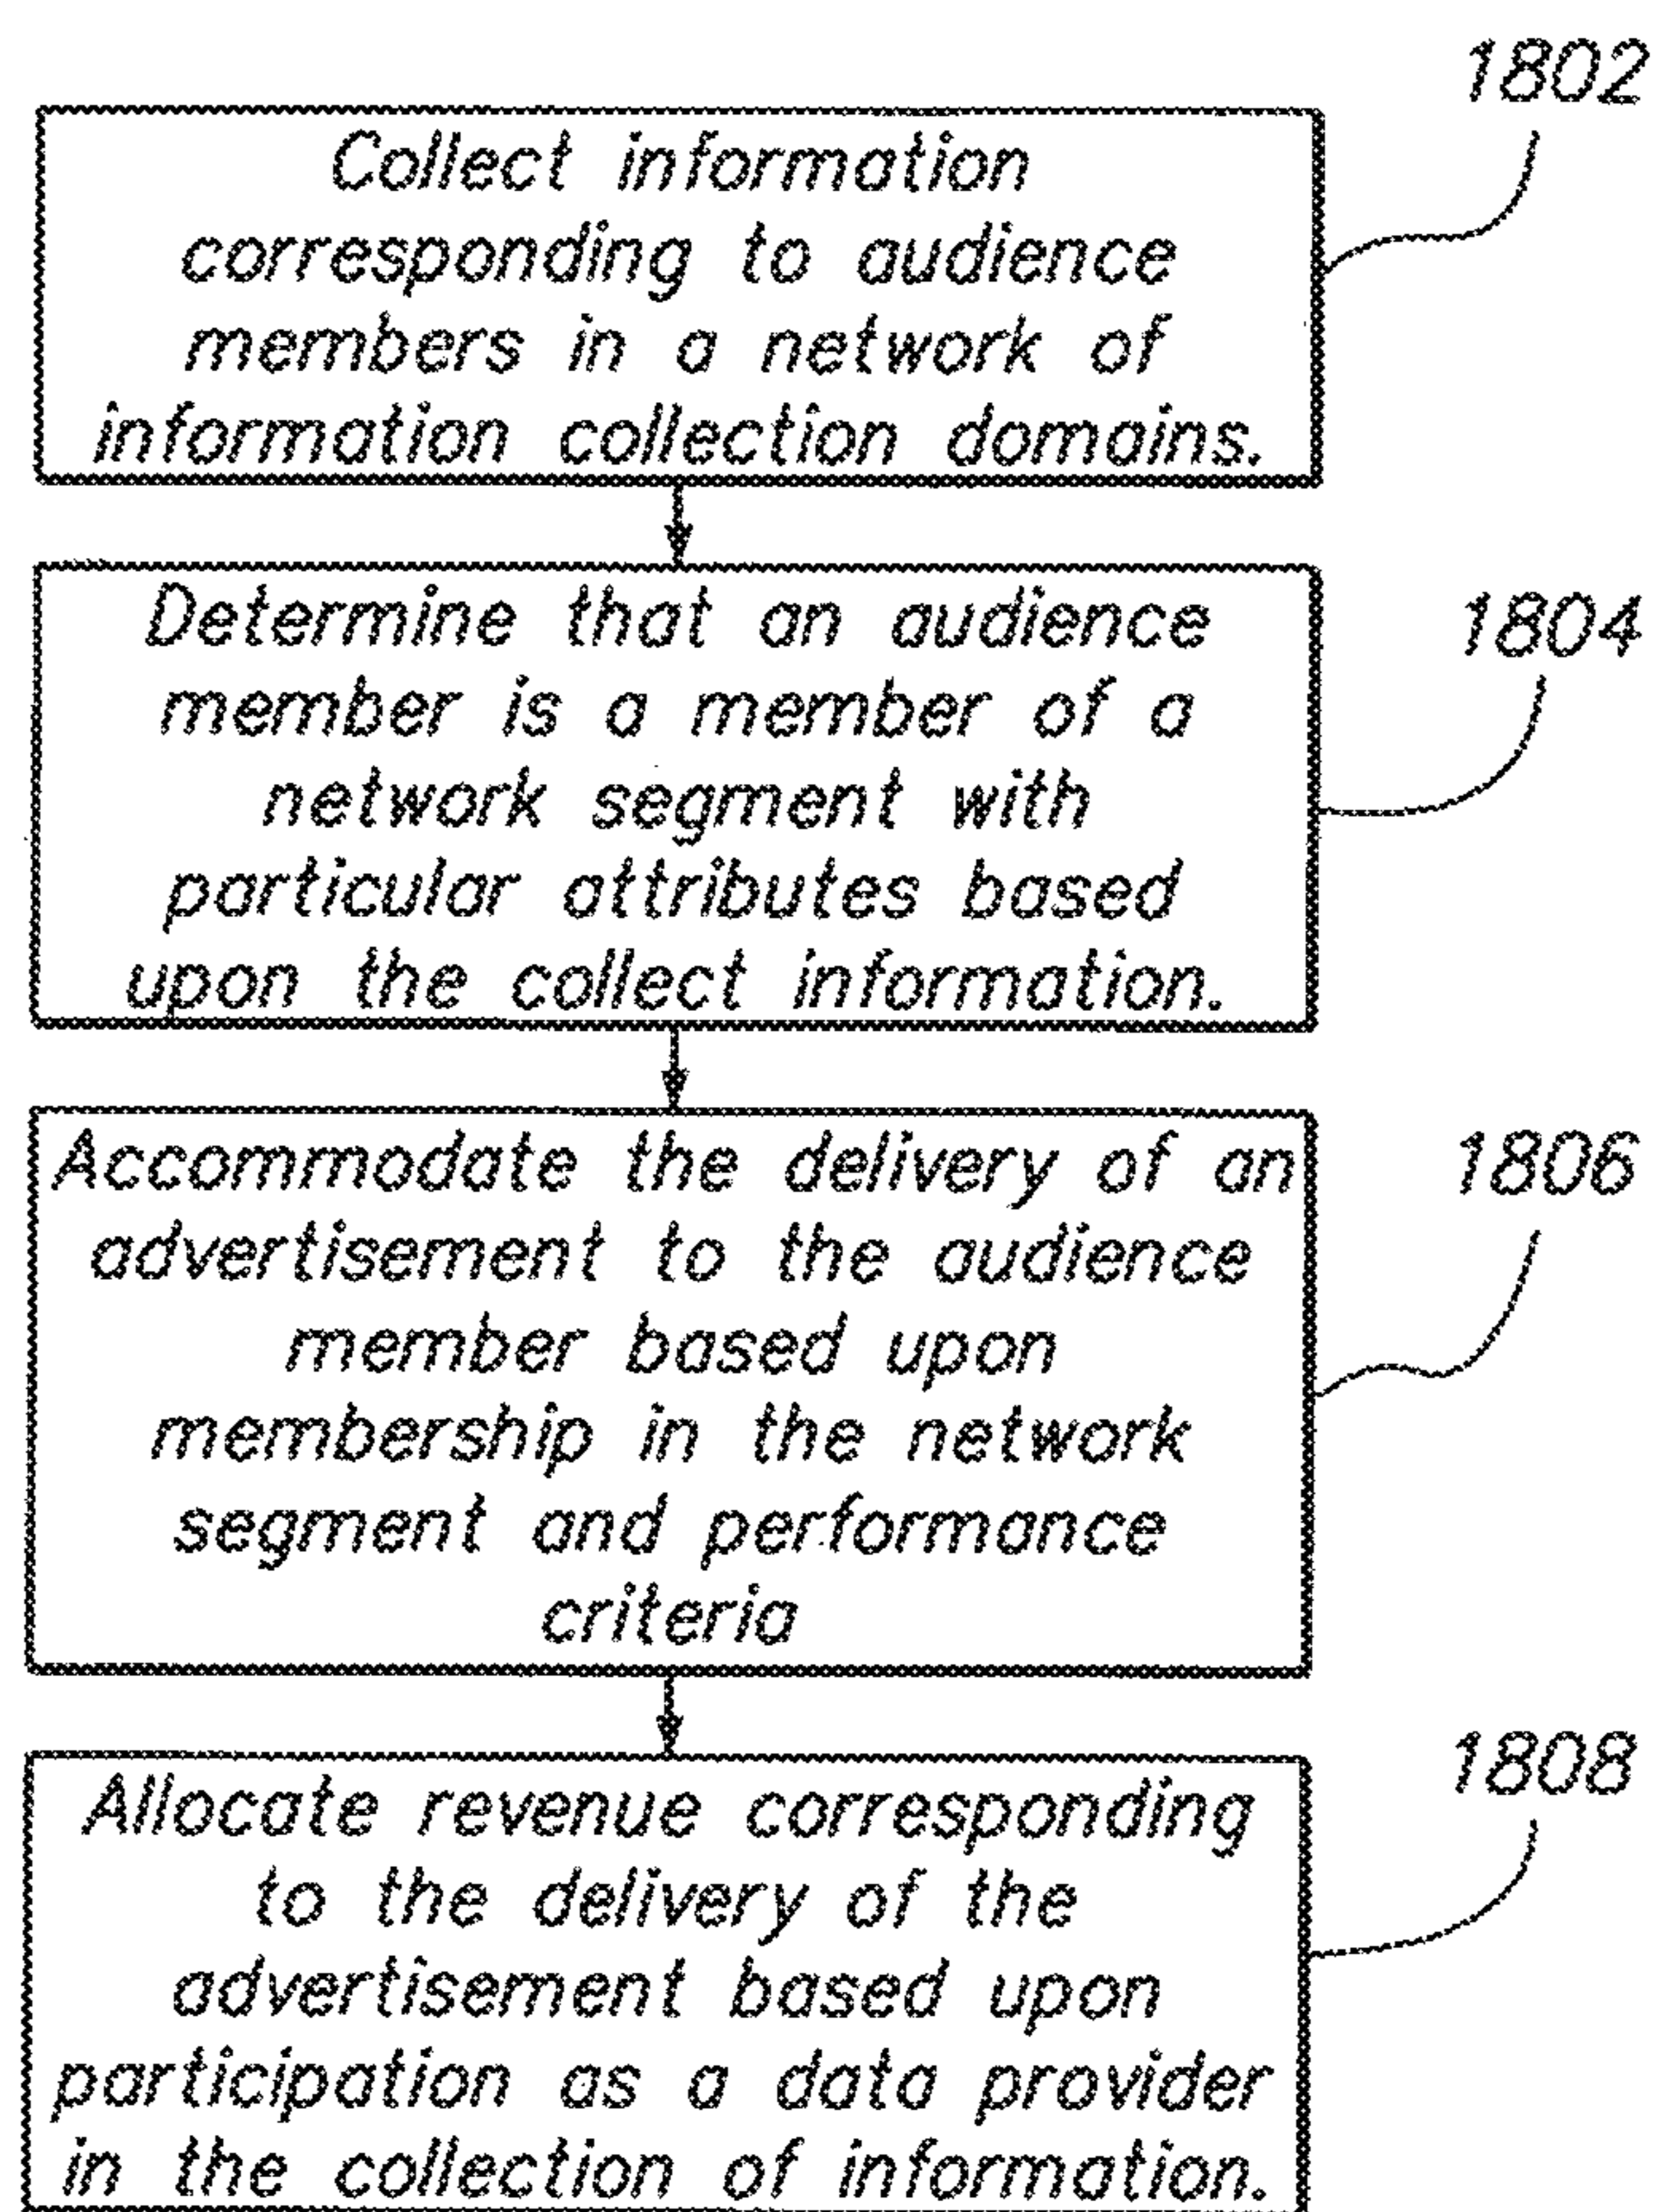 1802
Collect information
corresponding to audience
members in a network of
information collection domains.
1804
Determine that an audience
member is a member of a
network segment with
particular attributes based
upon the collect information.
1806
Accommodate the delivery of an
advertisement to the audience
member based upon
membership in the network
segment and performance
criteria
1808
Allocate revenue corresponding
to the delivery of the
advertisement based upon
participation as a data provider
in the collection of information.